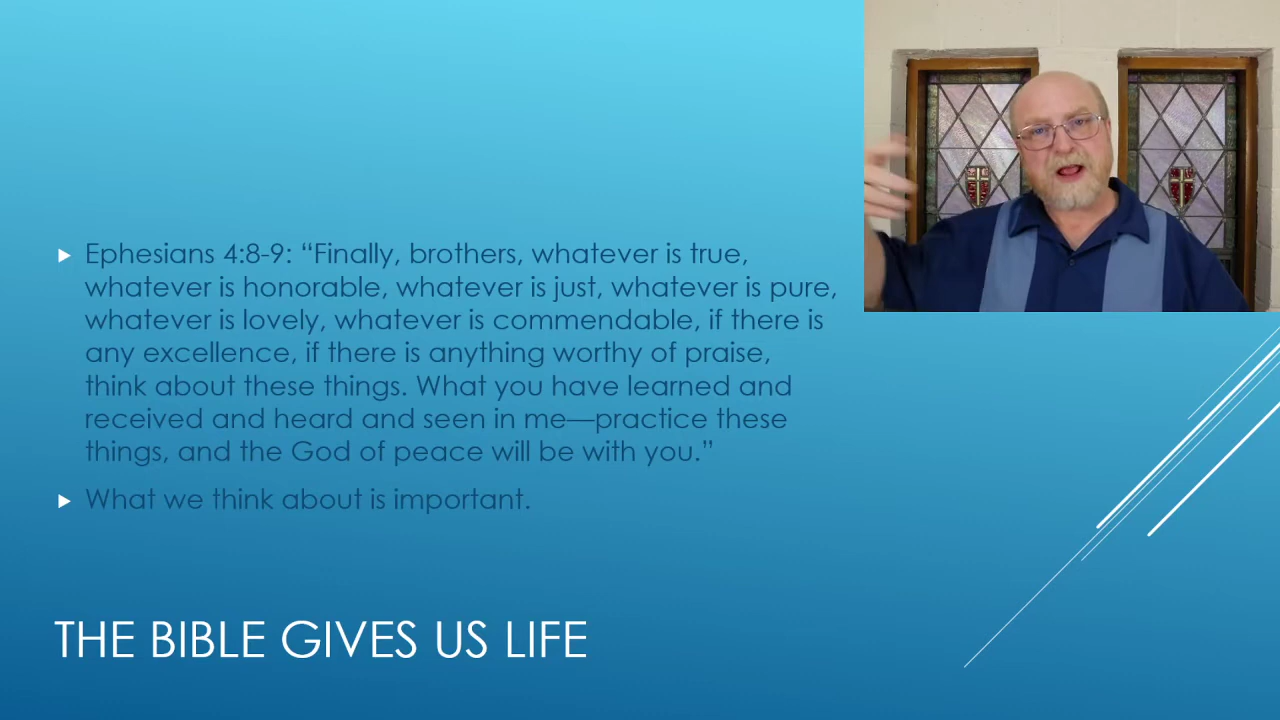 Ephesians 4:8-9: “Finally, brothers, whatever is true,
whatever is honorable, whatever is just, whatever is pure,
whatever is lovely, whatever is commendable, if there is
any excellence, if there is anything worthy of praise,
think about these things. What you have learned and
received and heard and seen in me—practice these
things, and the God of peace will be with you.”
What we think about is important.
THE BIBLE GIVES US LIFE